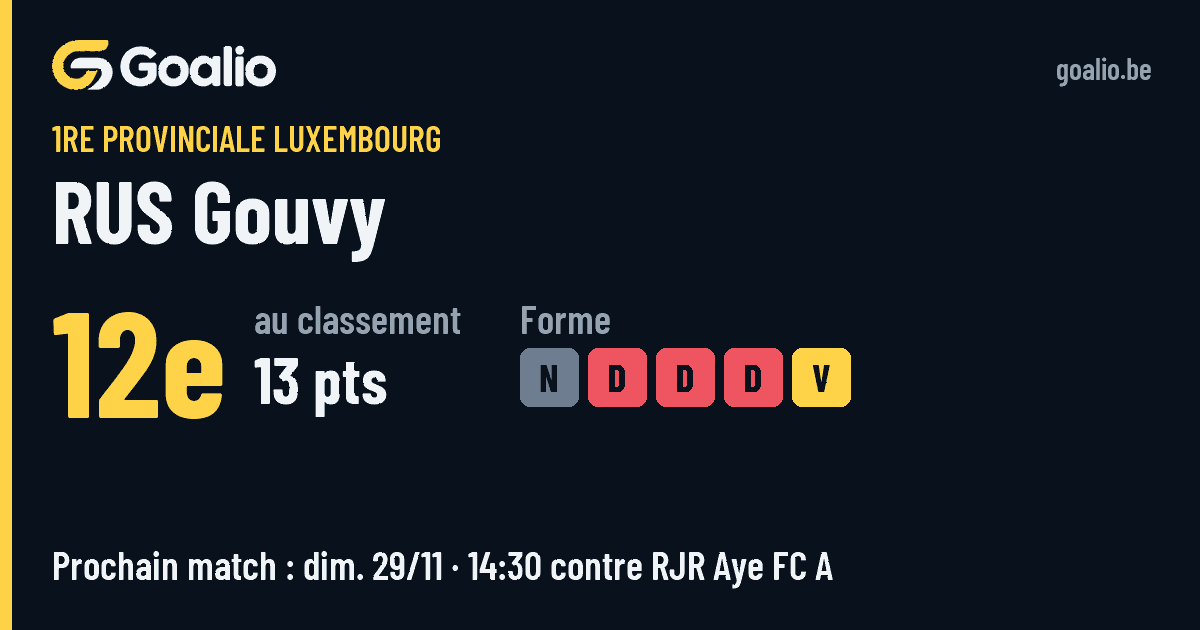 Goalio
goalio.be
1RE PROVINCIALE LUXEMBOURG
RUS Gouvy
12e
au classement
13 pts
Forme
N D D D V
Prochain match : dim. 29/11 · 14:30 contre RJR Aye FC A